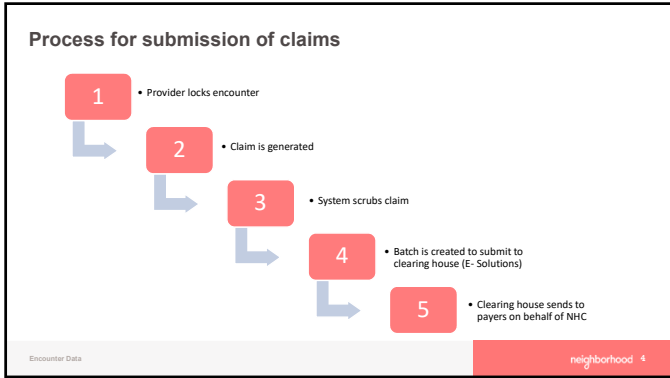 Process for submission of claims
1
• Provider locks encounter
2
• Claim is generated
3
• System scrubs claim
4
• Batch is created to submit to
clearing house (E- Solutions)
5
• Clearing house sends to
payers on behalf of NHC
Encounter Data
neighborhood 4